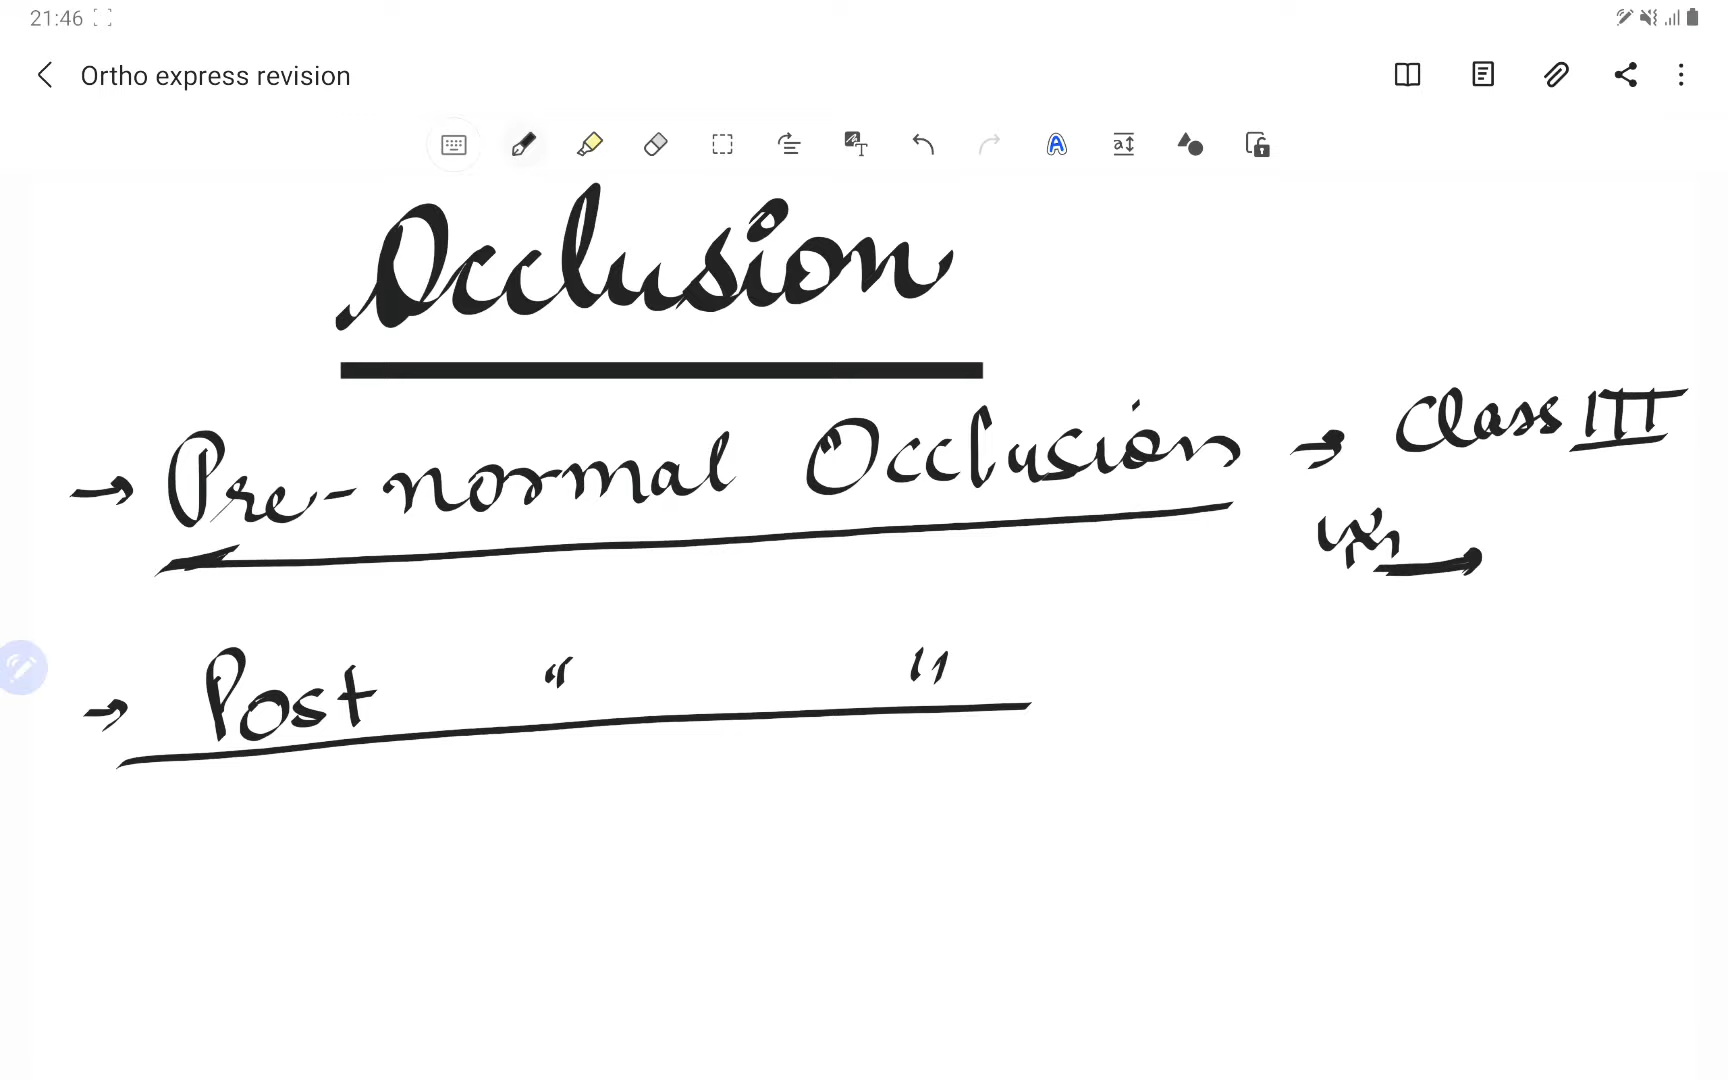 21:46
Ortho express revision
Occlusion
→ Pre-normal Occlusion → Class III
→ Post " "